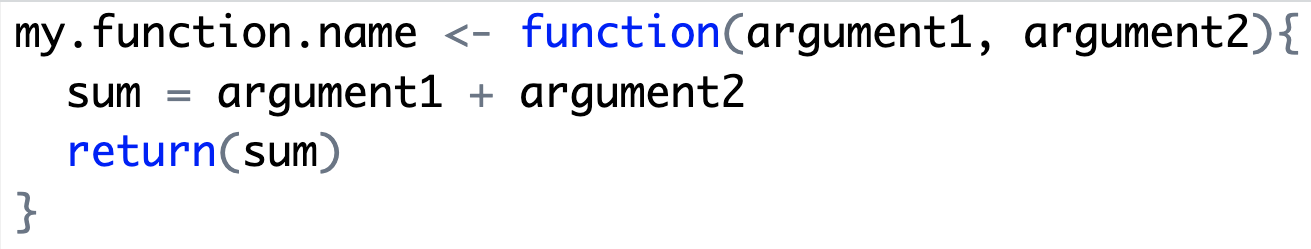 my.function.name <- function(argument1, argument2){
  sum = argument1 + argument2
  return(sum)
}